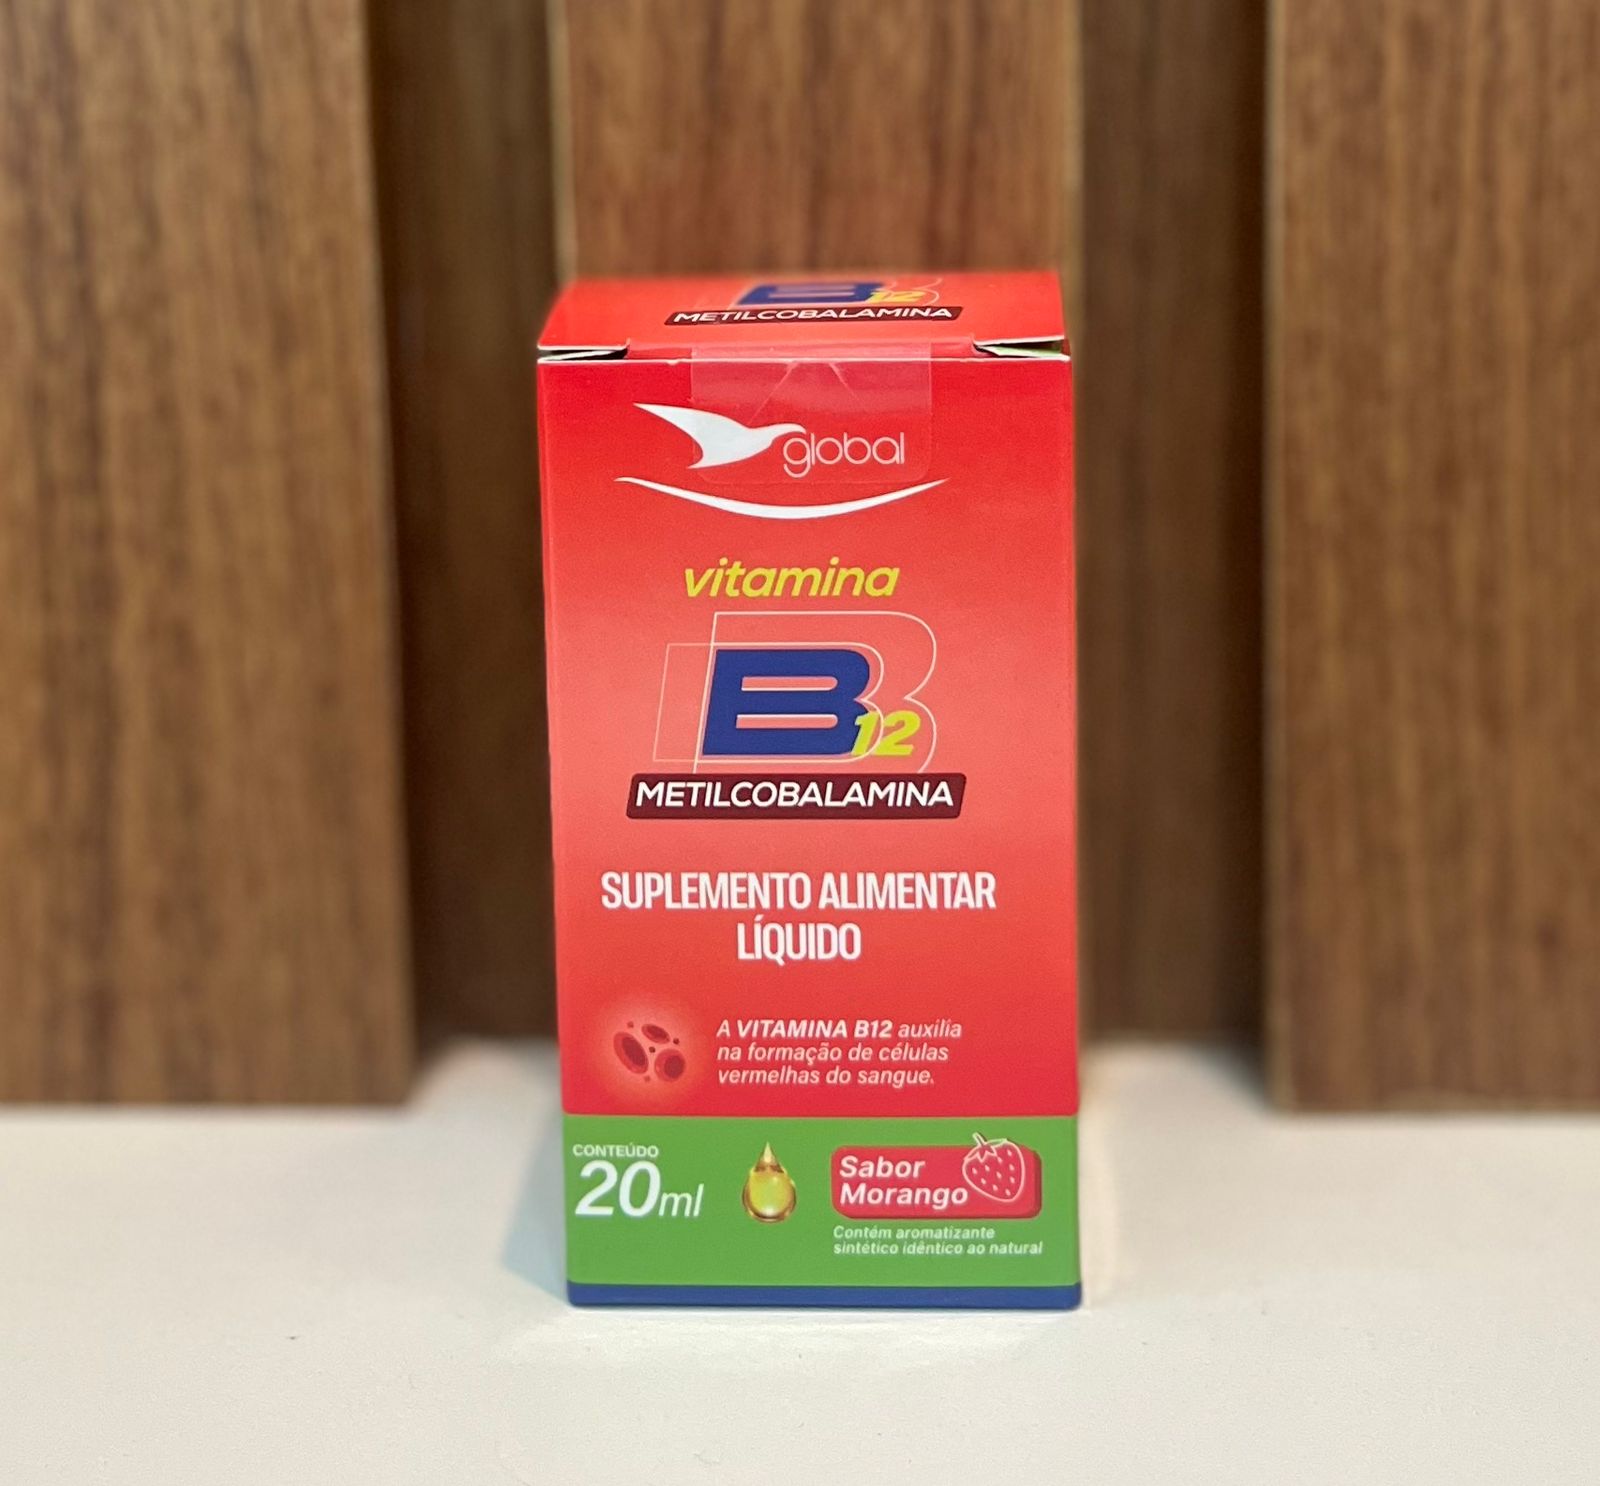 B12
METILCOBALAMINA
global
vitamina
B12
METILCOBALAMINA
SUPLEMENTO ALIMENTAR
LÍQUIDO
A VITAMINA B12 auxilia
na formação de células
vermelhas do sangue.
CONTEÚDO
20ml
Sabor
Morango
Contém aromatizante
sintético idêntico ao natural